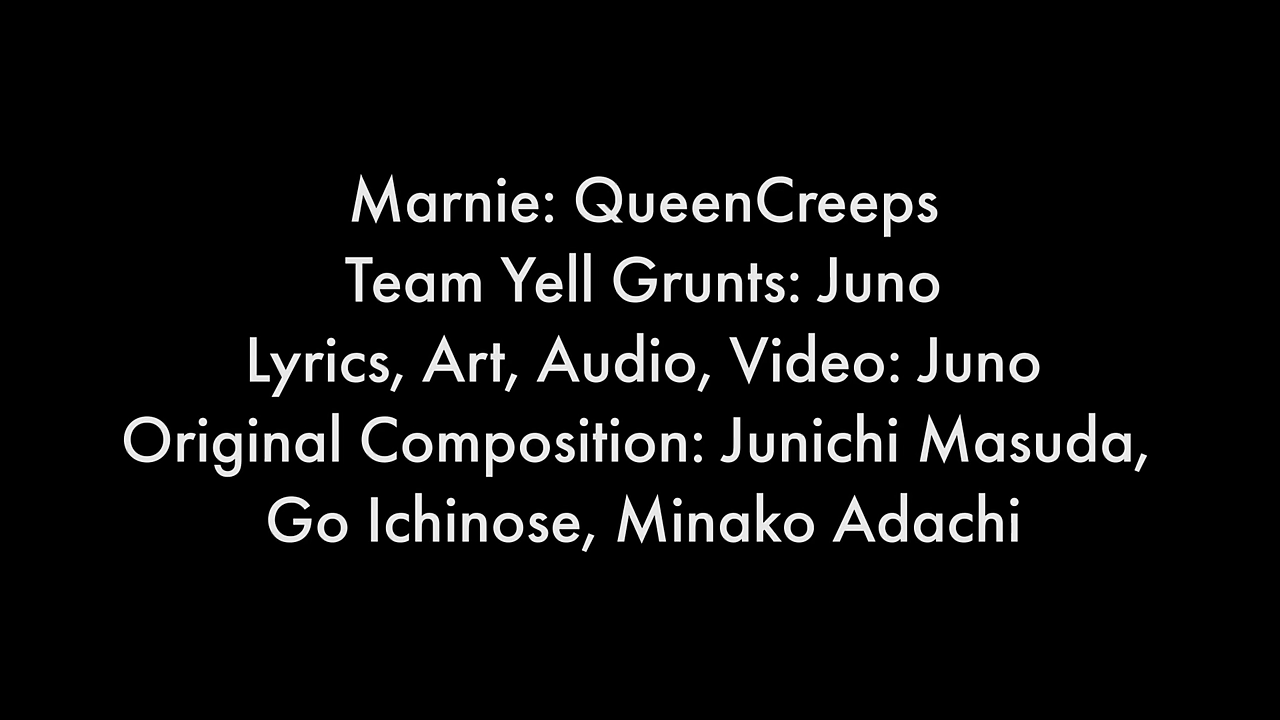 Marnie: QueenCreeps
Team Yell Grunts: Juno
Lyrics, Art, Audio, Video: Juno
Original Composition: Junichi Masuda,
Go Ichinose, Minako Adachi